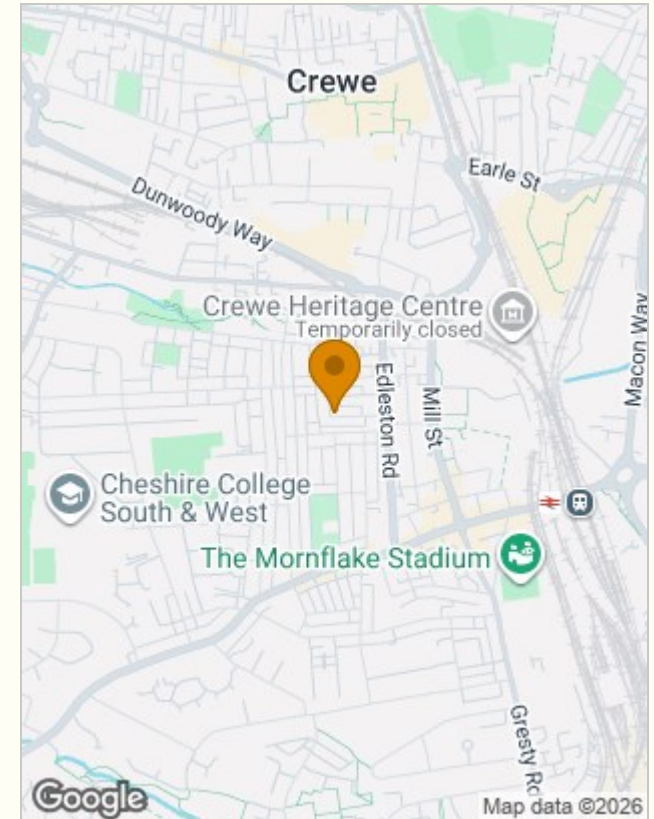 Crewe
Earle St
Dunwoody Way
Crewe Heritage Centre
Temporarily closed
Macon Way
Edleston Rd
Mill St
Cheshire College
South & West
The Mornflake Stadium
Gresty Rd
Google
Map data ©2026